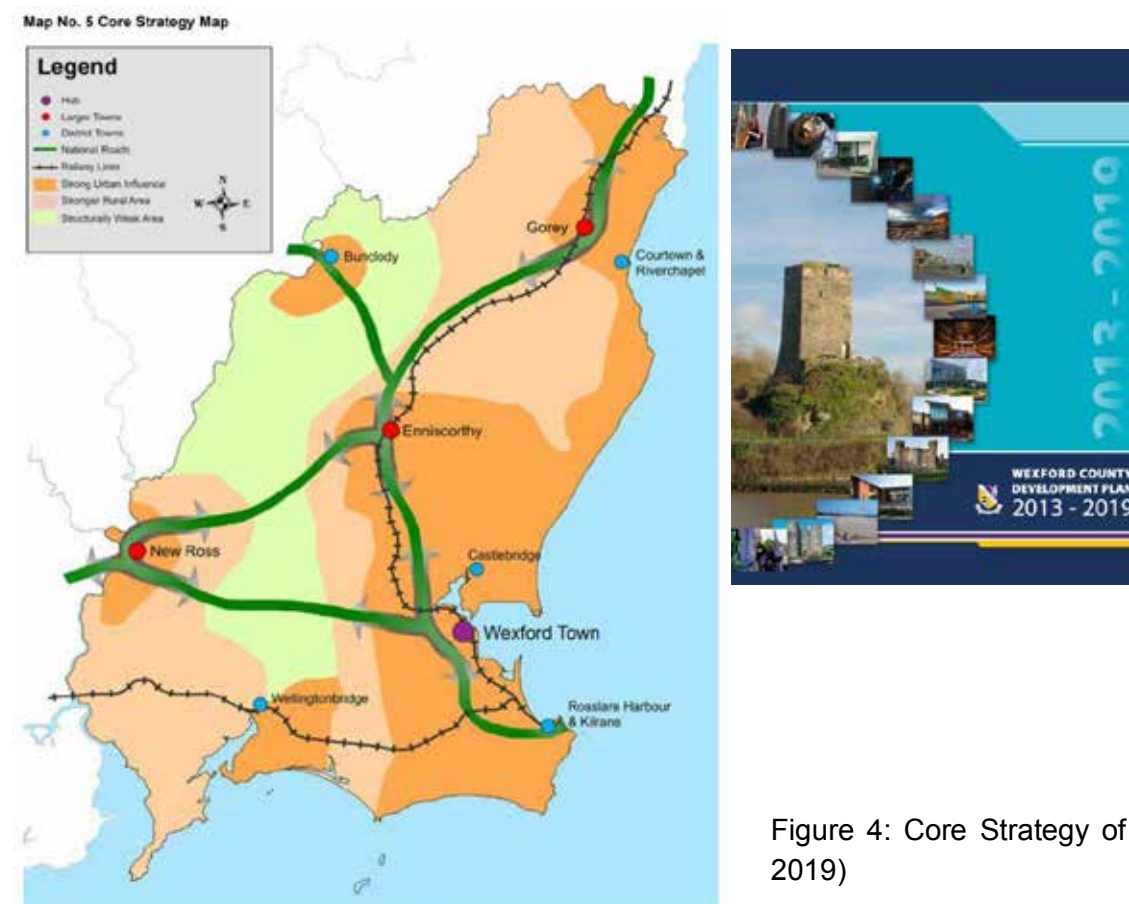 Map No. 5 Core Strategy Map
Legend
Hub
Larger Towns
District Towns
National Roads
Railway Lines
Strong Urban Influence
Stronger Rural Area
Structurally Weak Area
N
W
E
S
Gorey
Courtown &
Riverchapel
Bunclody
Enniscorthy
New Ross
Castlebridge
Wexford Town
Wellingtonbridge
Rosslare Harbour
& Kilrane
2013 - 2019
WEXFORD COUNTY
DEVELOPMENT PLAN
2013 - 2019
Figure 4: Core Strategy of
2019)